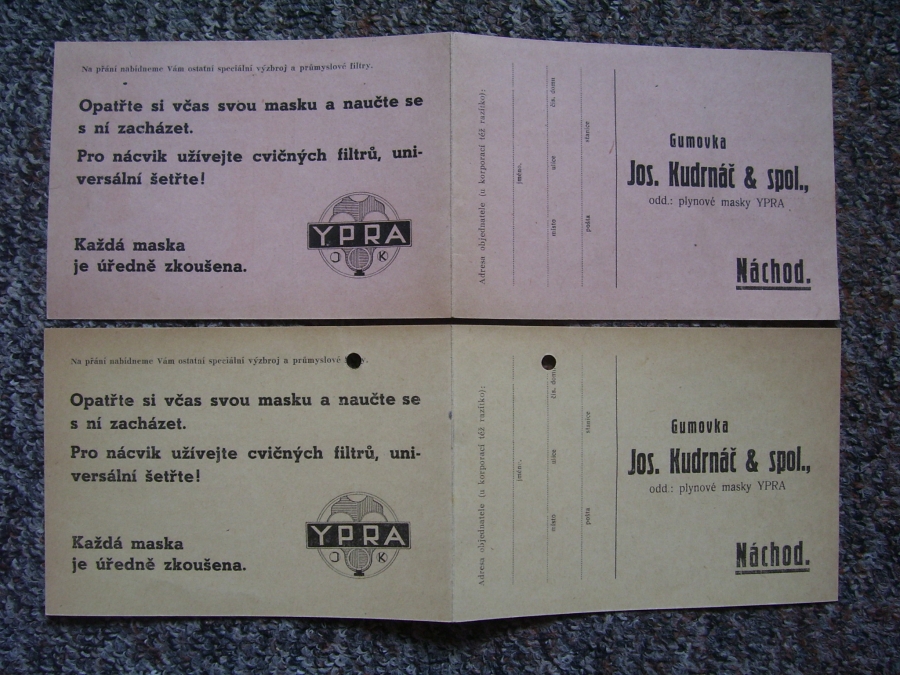 Na přání nabídneme Vám ostatní speciální výzbroj a průmyslové filtry.
Opatřte si včas svou masku a naučte se
s ní zacházet.
Pro nácvik užívejte cvičných filtrů, uni-
versální šetřte!
Každá maska
je úředně zkoušena.
YPRA
J K
Adresa objednatele (u korporací též razítko):
jméno:
místo ulice čís. domu
pošta stanice
Gumovka
Jos. Kudrnáč & spol.,
odd.: plynové masky YPRA
Náchod.
Na přání nabídneme Vám ostatní speciální výzbroj a průmyslové
Opatřte si včas svou masku a naučte se
s ní zacházet.
Pro nácvik užívejte cvičných filtrů, uni-
versální šetřte!
Každá maska
je úředně zkoušena.
YPRA
J K
Adresa objednatele (u korporací též razítko):
jméno:
místo ulice čís. domu
pošta stanice
Gumovka
Jos. Kudrnáč & spol.,
odd.: plynové masky YPRA
Náchod.